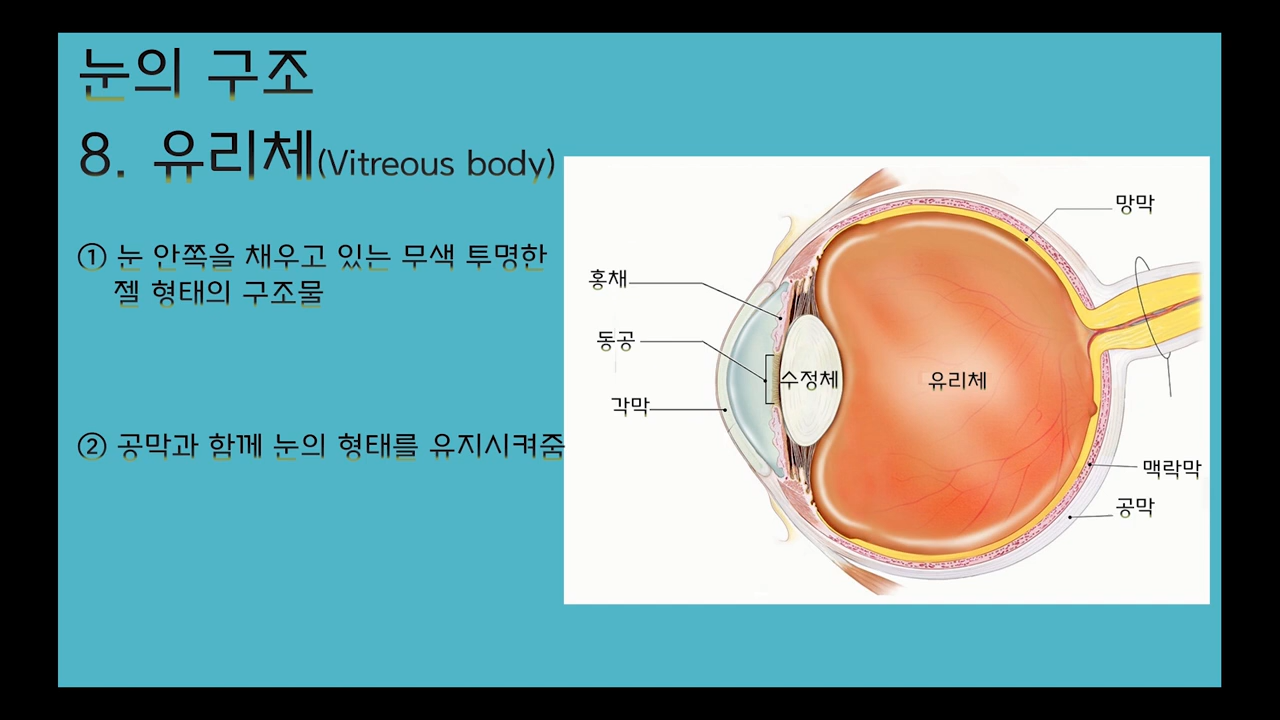 눈의 구조
8. 유리체(Vitreous body)
① 눈 안쪽을 채우고 있는 무색 투명한
젤 형태의 구조물
② 공막과 함께 눈의 형태를 유지시켜줌
망막
홍채
동공
수정체
유리체
각막
맥락막
공막